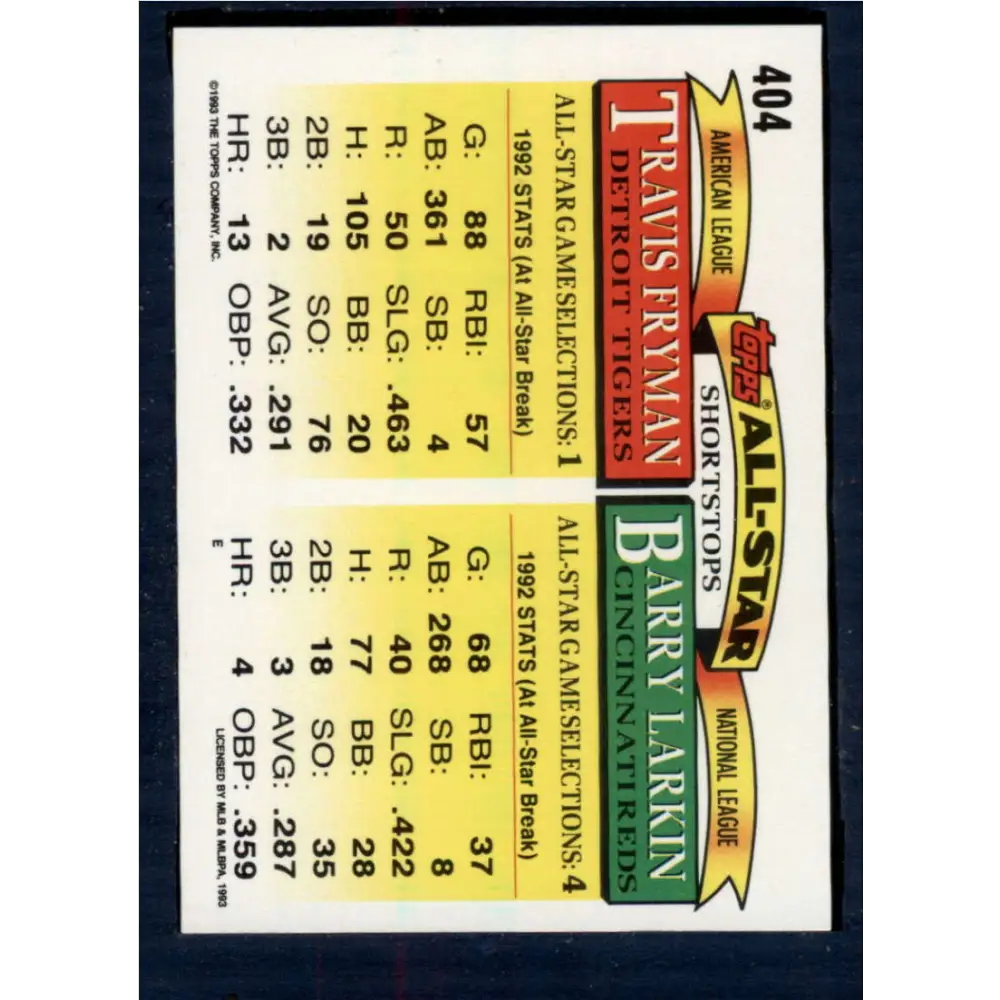 404
AMERICAN LEAGUE
topps® ALL-STAR
NATIONAL LEAGUE
SHORTSTOPS
TRAVIS FRYMAN
DETROIT TIGERS
ALL-STAR GAME SELECTIONS: 1
1992 STATS (At All-Star Break)
G: 88 RBI: 57
AB: 361 SB: 4
R: 50 SLG: .463
H: 105 BB: 20
2B: 19 SO: 76
3B: 2 AVG: .291
HR: 13 OBP: .332
©1993 THE TOPPS COMPANY, INC.
BARRY LARKIN
CINCINNATI REDS
ALL-STAR GAME SELECTIONS: 4
1992 STATS (At All-Star Break)
G: 68 RBI: 37
AB: 268 SB: 8
R: 40 SLG: .422
H: 77 BB: 28
2B: 18 SO: 35
3B: 3 AVG: .287
HR: 4 OBP: .359
E
LICENSED BY MLB & MLBPA, 1993